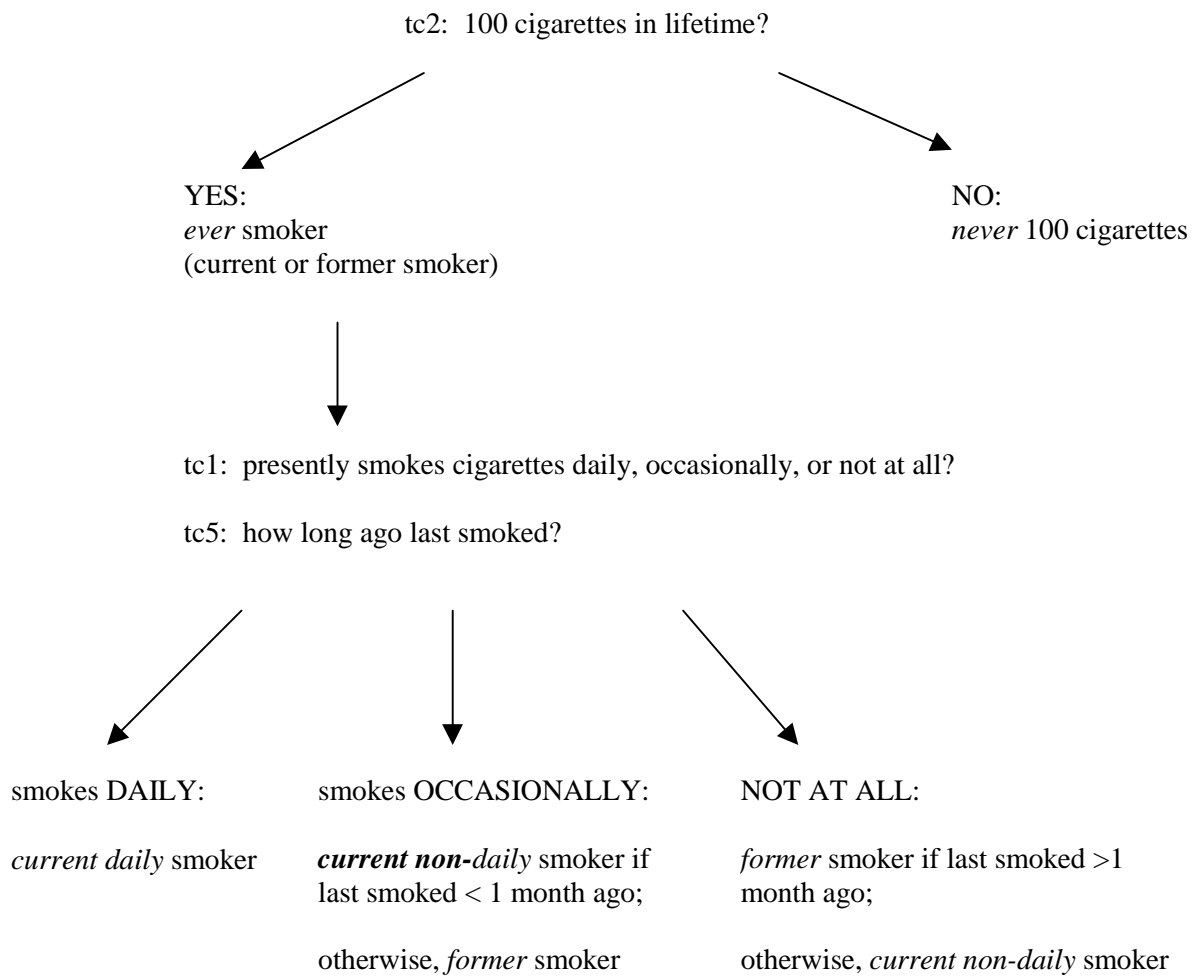 tc2: 100 cigarettes in lifetime?
YES:
ever smoker
(current or former smoker)
NO:
never 100 cigarettes
tc1: presently smokes cigarettes daily, occasionally, or not at all?
tc5: how long ago last smoked?
smokes DAILY:
current daily smoker
smokes OCCASIONALLY:
current non-daily smoker if
last smoked < 1 month ago;
otherwise, former smoker
NOT AT ALL:
former smoker if last smoked >1
month ago;
otherwise, current non-daily smoker